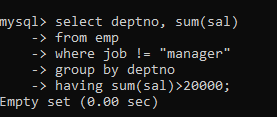 mysql> select deptno, sum(sal)
-> from emp
-> where job != "manager"
-> group by deptno
-> having sum(sal)>20000;
Empty set (0.00 sec)